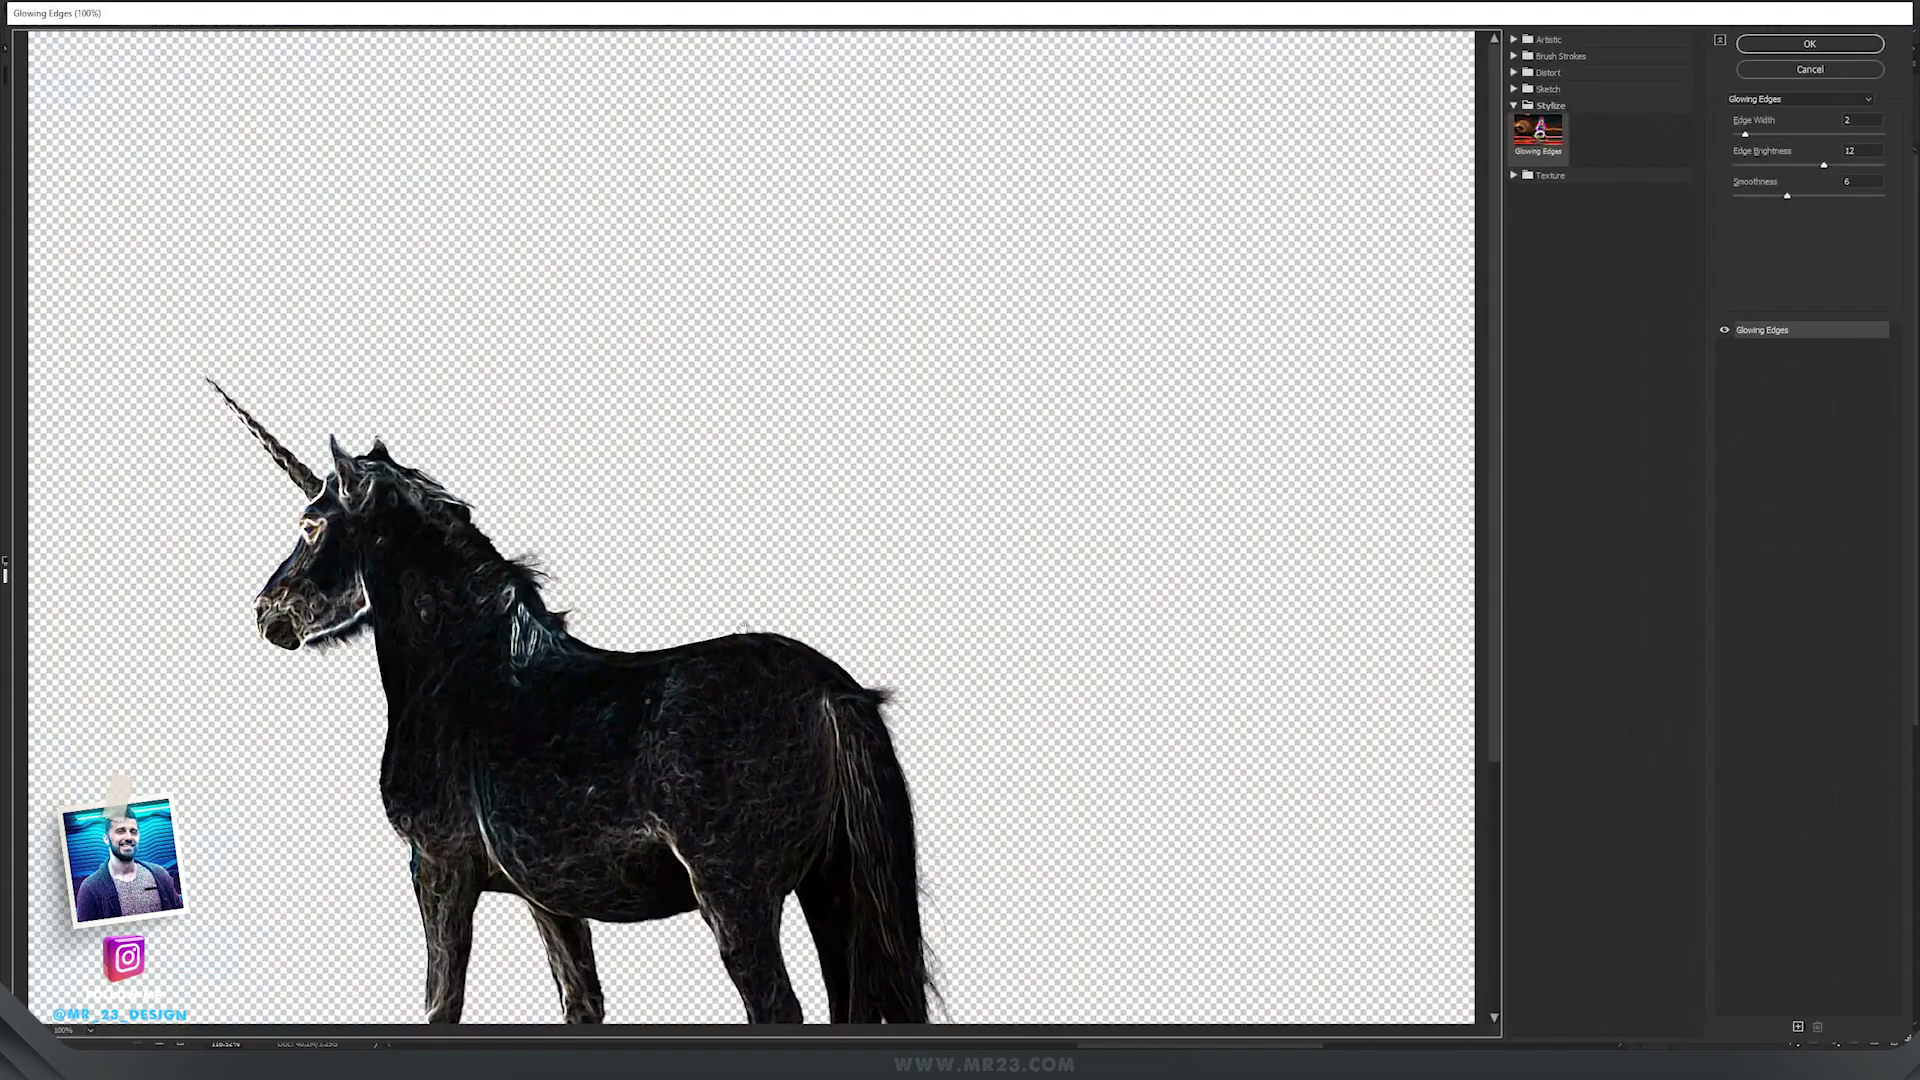 Glowing Edges (100%)
Artistic
Brush Strokes
Distort
Sketch
Stylize
Glowing Edges
Texture
OK
Cancel
Glowing Edges
Edge Width 2
Edge Brightness 12
Smoothness 6
Glowing Edges
@MR_23_DESIGN
100%
WWW.MR23.COM